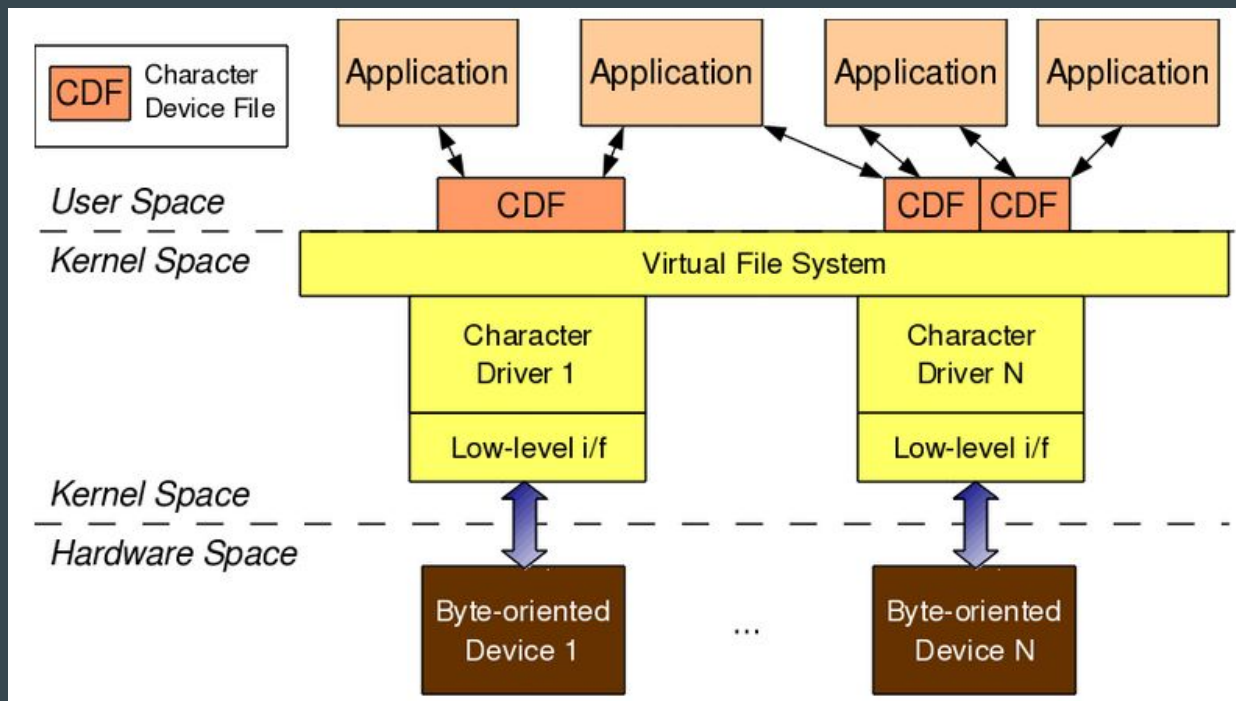 CDF
Character
Device File
Application
Application
Application
Application
User Space
CDF
CDF
CDF
Kernel Space
Virtual File System
Character
Driver 1
Character
Driver N
Low-level i/f
Low-level i/f
Kernel Space
Hardware Space
Byte-oriented
Device 1
...
Byte-oriented
Device N